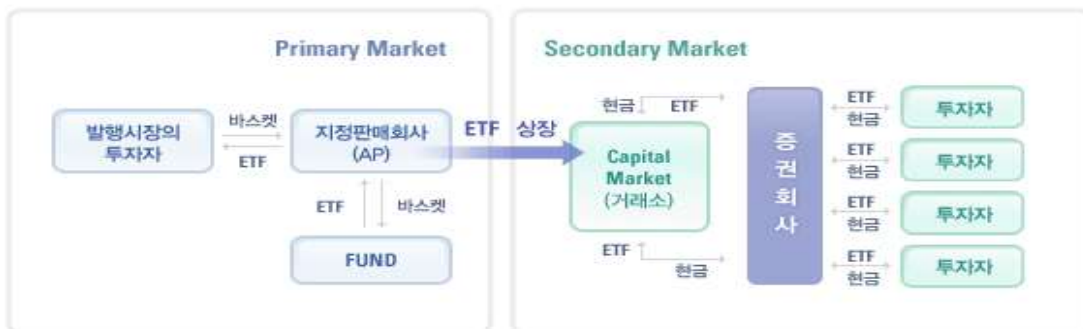 Primary Market
발행시장의
투자자
바스켓
ETF
지정판매회사
(AP)
ETF
바스켓
FUND
ETF 상장
Secondary Market
현금
ETF
Capital
Market
(거래소)
ETF
현금
증
권
회
사
ETF
현금
투자자
ETF
현금
투자자
ETF
현금
투자자
ETF
현금
투자자